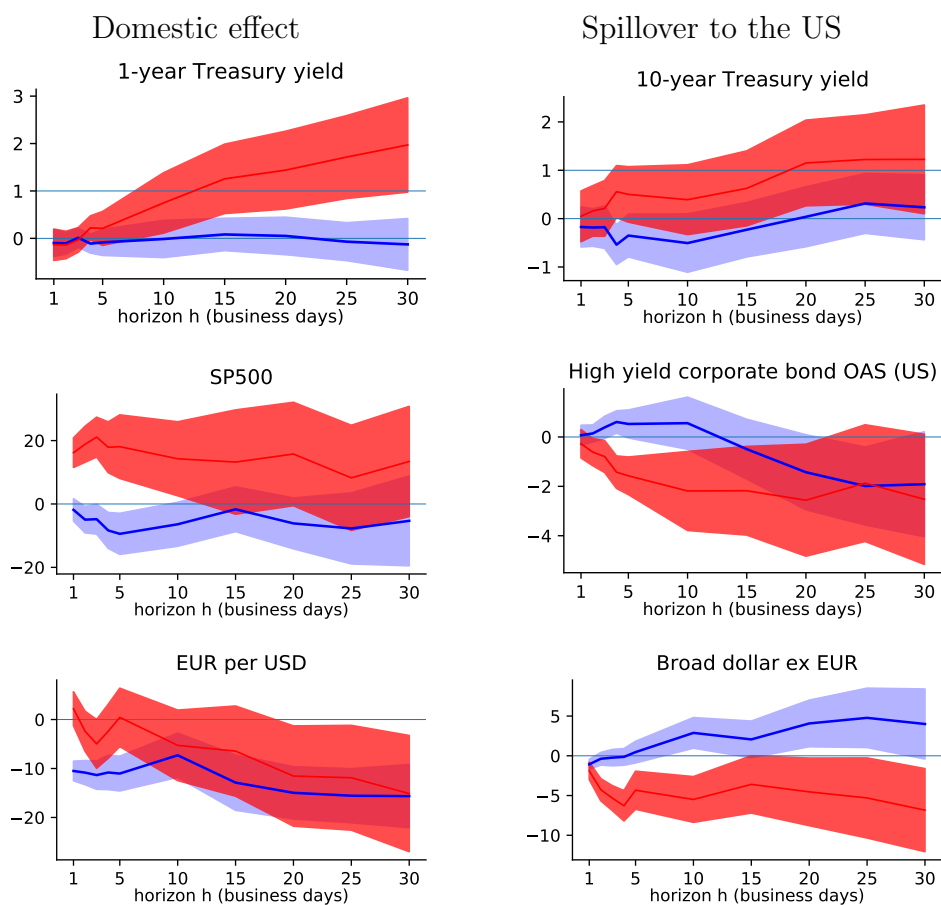 Domestic effect
Spillover to the US
1-year Treasury yield
3
2
1
0
1 5 10 15 20 25 30
horizon h (business days)
10-year Treasury yield
2
1
0
−1
1 5 10 15 20 25 30
horizon h (business days)
SP500
20
0
−20
1 5 10 15 20 25 30
horizon h (business days)
High yield corporate bond OAS (US)
0
−2
−4
1 5 10 15 20 25 30
horizon h (business days)
EUR per USD
0
−10
−20
1 5 10 15 20 25 30
horizon h (business days)
Broad dollar ex EUR
5
0
−5
−10
1 5 10 15 20 25 30
horizon h (business days)